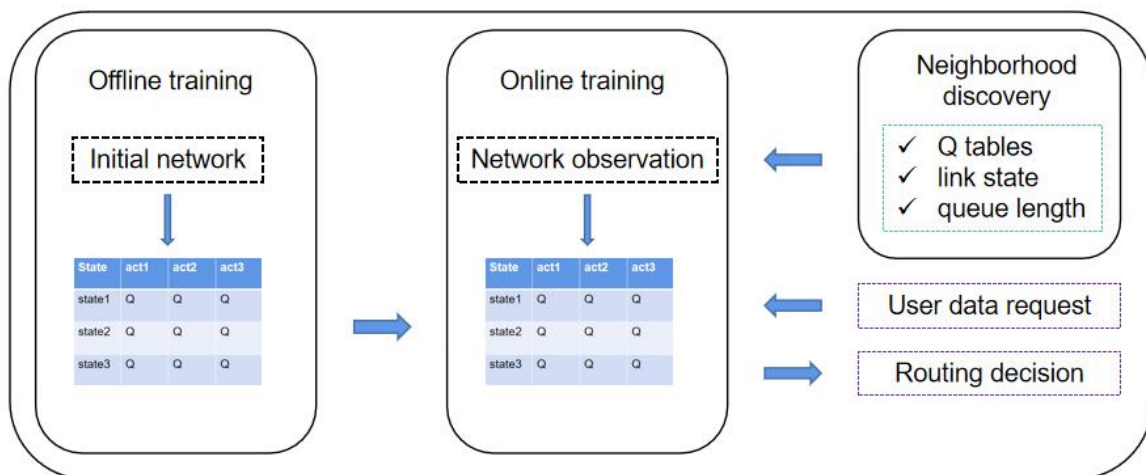 Offline training
Initial network
State act1 act2 act3
state1 Q Q Q
state2 Q Q Q
state3 Q Q Q
Online training
Network observation
State act1 act2 act3
state1 Q Q Q
state2 Q Q Q
state3 Q Q Q
Neighborhood
discovery
✓ Q tables
✓ link state
✓ queue length
User data request
Routing decision